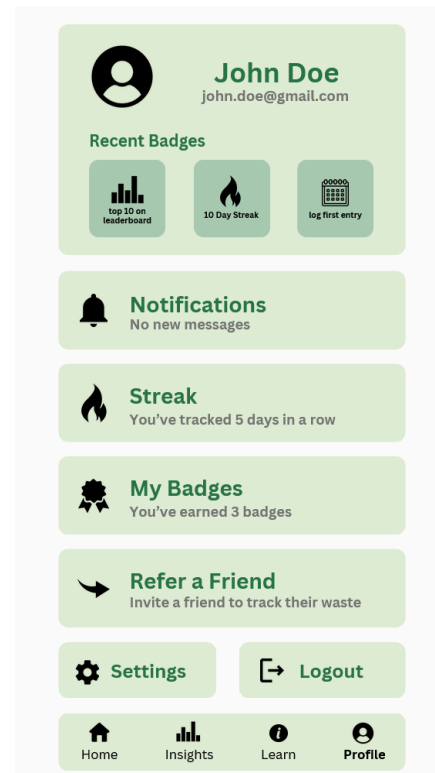 John Doe
john.doe@gmail.com
Recent Badges
top 10 on
leaderboard
10 Day Streak
log first entry
Notifications
No new messages
Streak
You've tracked 5 days in a row
My Badges
You've earned 3 badges
Refer a Friend
Invite a friend to track their waste
Settings
Logout
Home
Insights
Learn
Profile